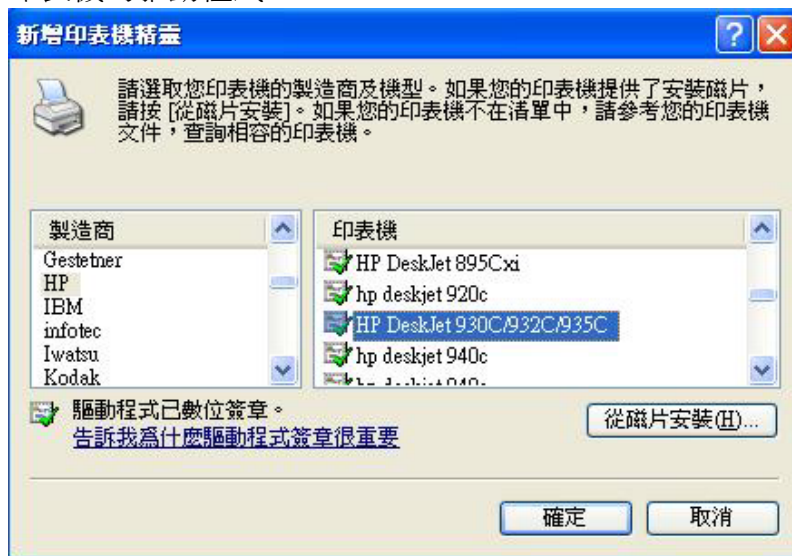 新增印表機精靈
請選取您印表機的製造商及機型。如果您的印表機提供了安裝磁片，
請按 [從磁片安裝]。如果您的印表機不在清單中，請參考您的印表機
文件，查詢相容的印表機。
製造商
Gestetner
HP
IBM
infotec
Iwatsu
Kodak
印表機
HP DeskJet 895Cxi
hp deskjet 920c
HP DeskJet 930C/932C/935C
hp deskjet 940c
驅動程式已數位簽章。
告訴我為什麼驅動程式簽章很重要
從磁片安裝(H)...
確定
取消